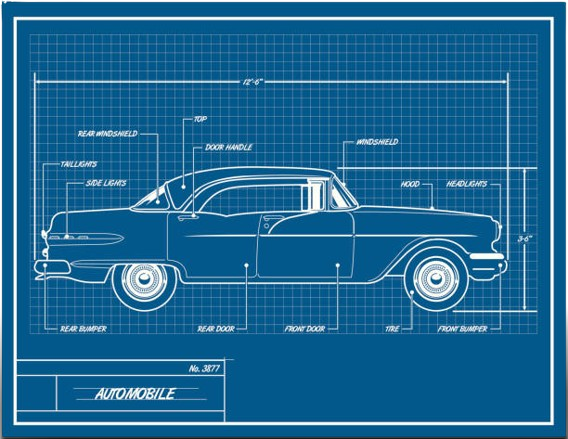 12'-6"
TOP
REAR WINDSHIELD
DOOR HANDLE
WINDSHIELD
TAILLIGHTS
SIDE LIGHTS
HOOD
HEADLIGHTS
3'-6"
REAR BUMPER
REAR DOOR
FRONT DOOR
TIRE
FRONT BUMPER
No. 3877
AUTOMOBILE